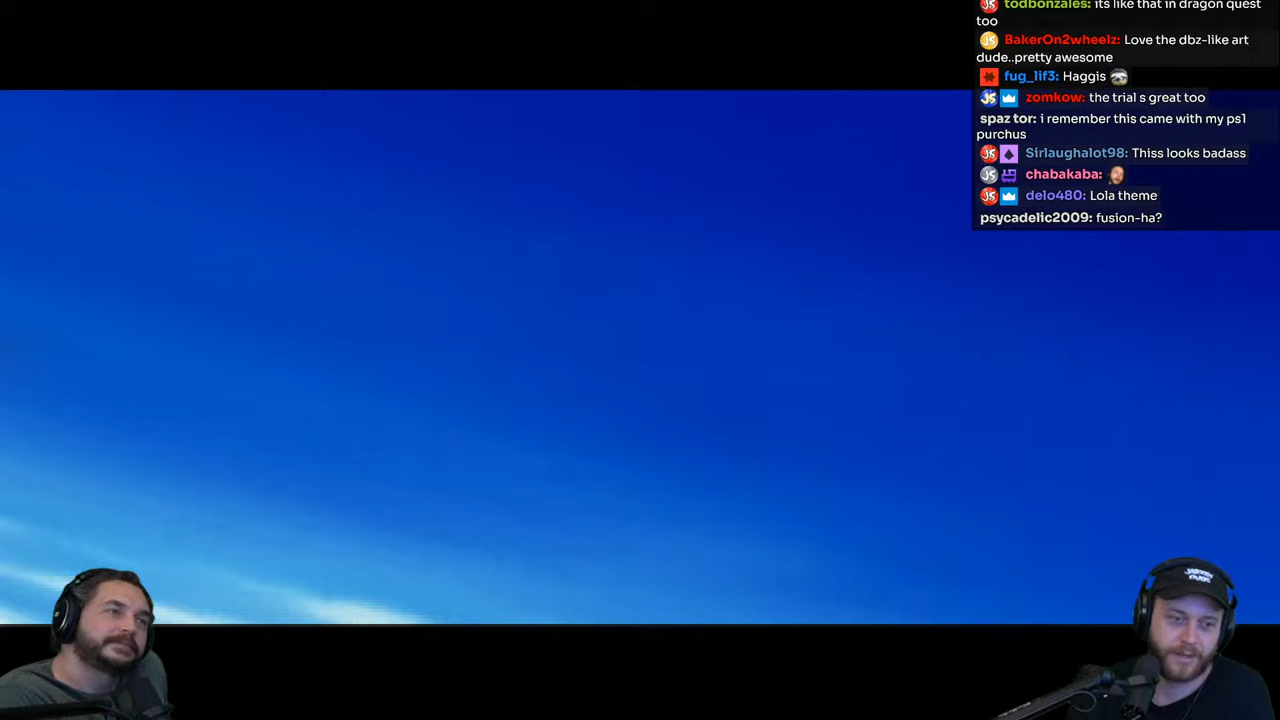 todbonzales: its like that in dragon quest
too
BakerOn2wheelz: Love the dbz-like art
dude..pretty awesome
fug_lif3: Haggis
zomkow: the trial s great too
spaz tor: i remember this came with my ps1
purchus
Sirlaughalot98: Thiss looks badass
chabakaba:
delo480: Lola theme
psycadelic2009: fusion-ha?